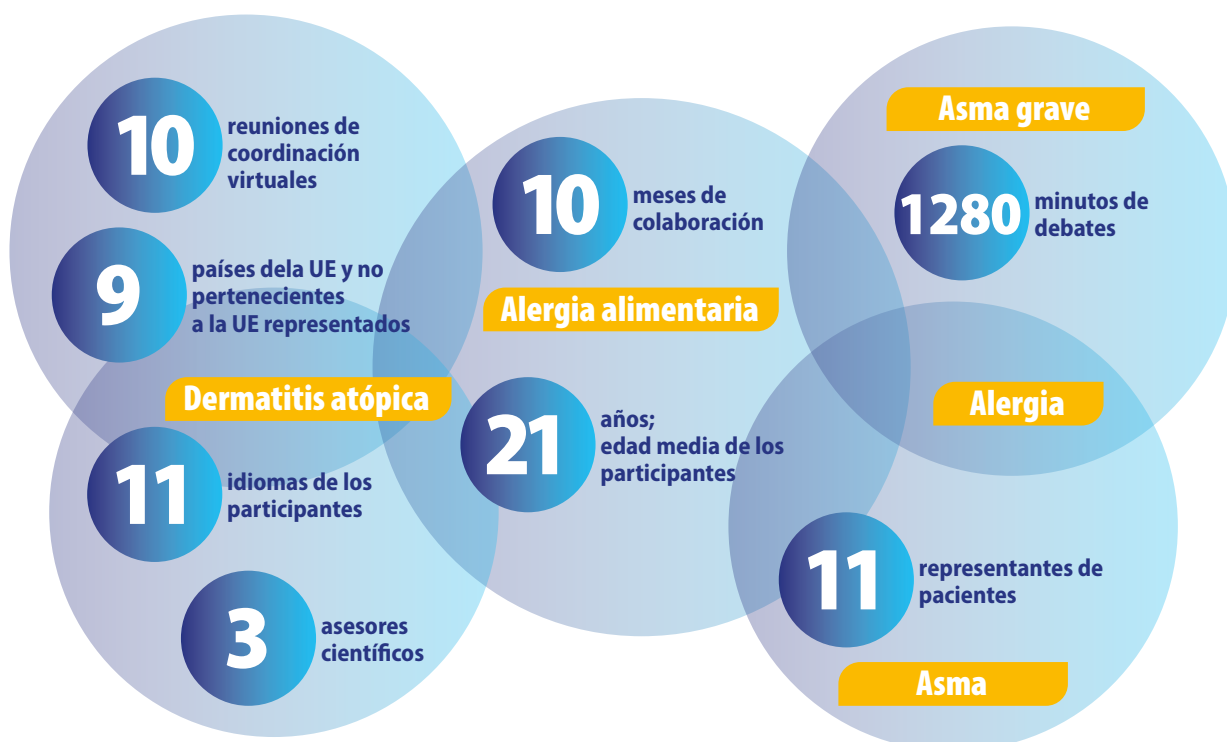 10
reuniones de
coordinación
virtuales
9
países dela UE y no
pertenecientes
a la UE representados
Dermatitis atópica
11
idiomas de los
participantes
3
asesores
científicos
10
meses de
colaboración
Alergia alimentaria
21
años;
edad media de los
participantes
Asma grave
1280
minutos de
debates
Alergia
11
representantes de
pacientes
Asma